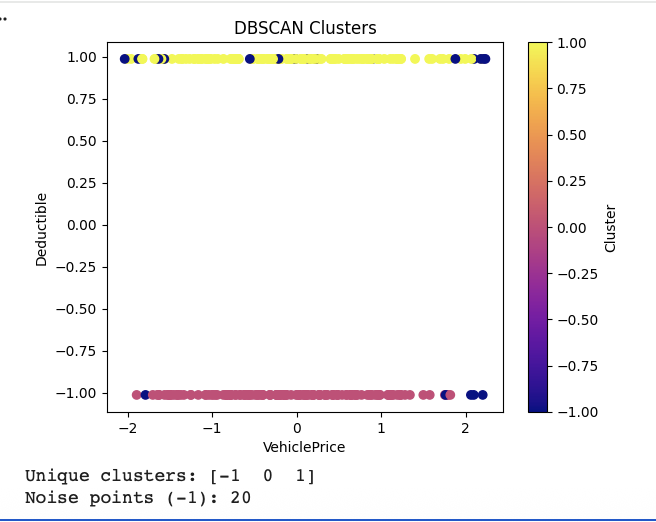 ..
DBSCAN Clusters
1.00
0.75
0.50
0.25
0.00
−0.25
−0.50
−0.75
−1.00
Deductible
−2 −1 0 1 2
VehiclePrice
1.00
0.75
0.50
0.25
0.00
−0.25
−0.50
−0.75
−1.00
Cluster
Unique clusters: [-1 0 1]
Noise points (-1): 20